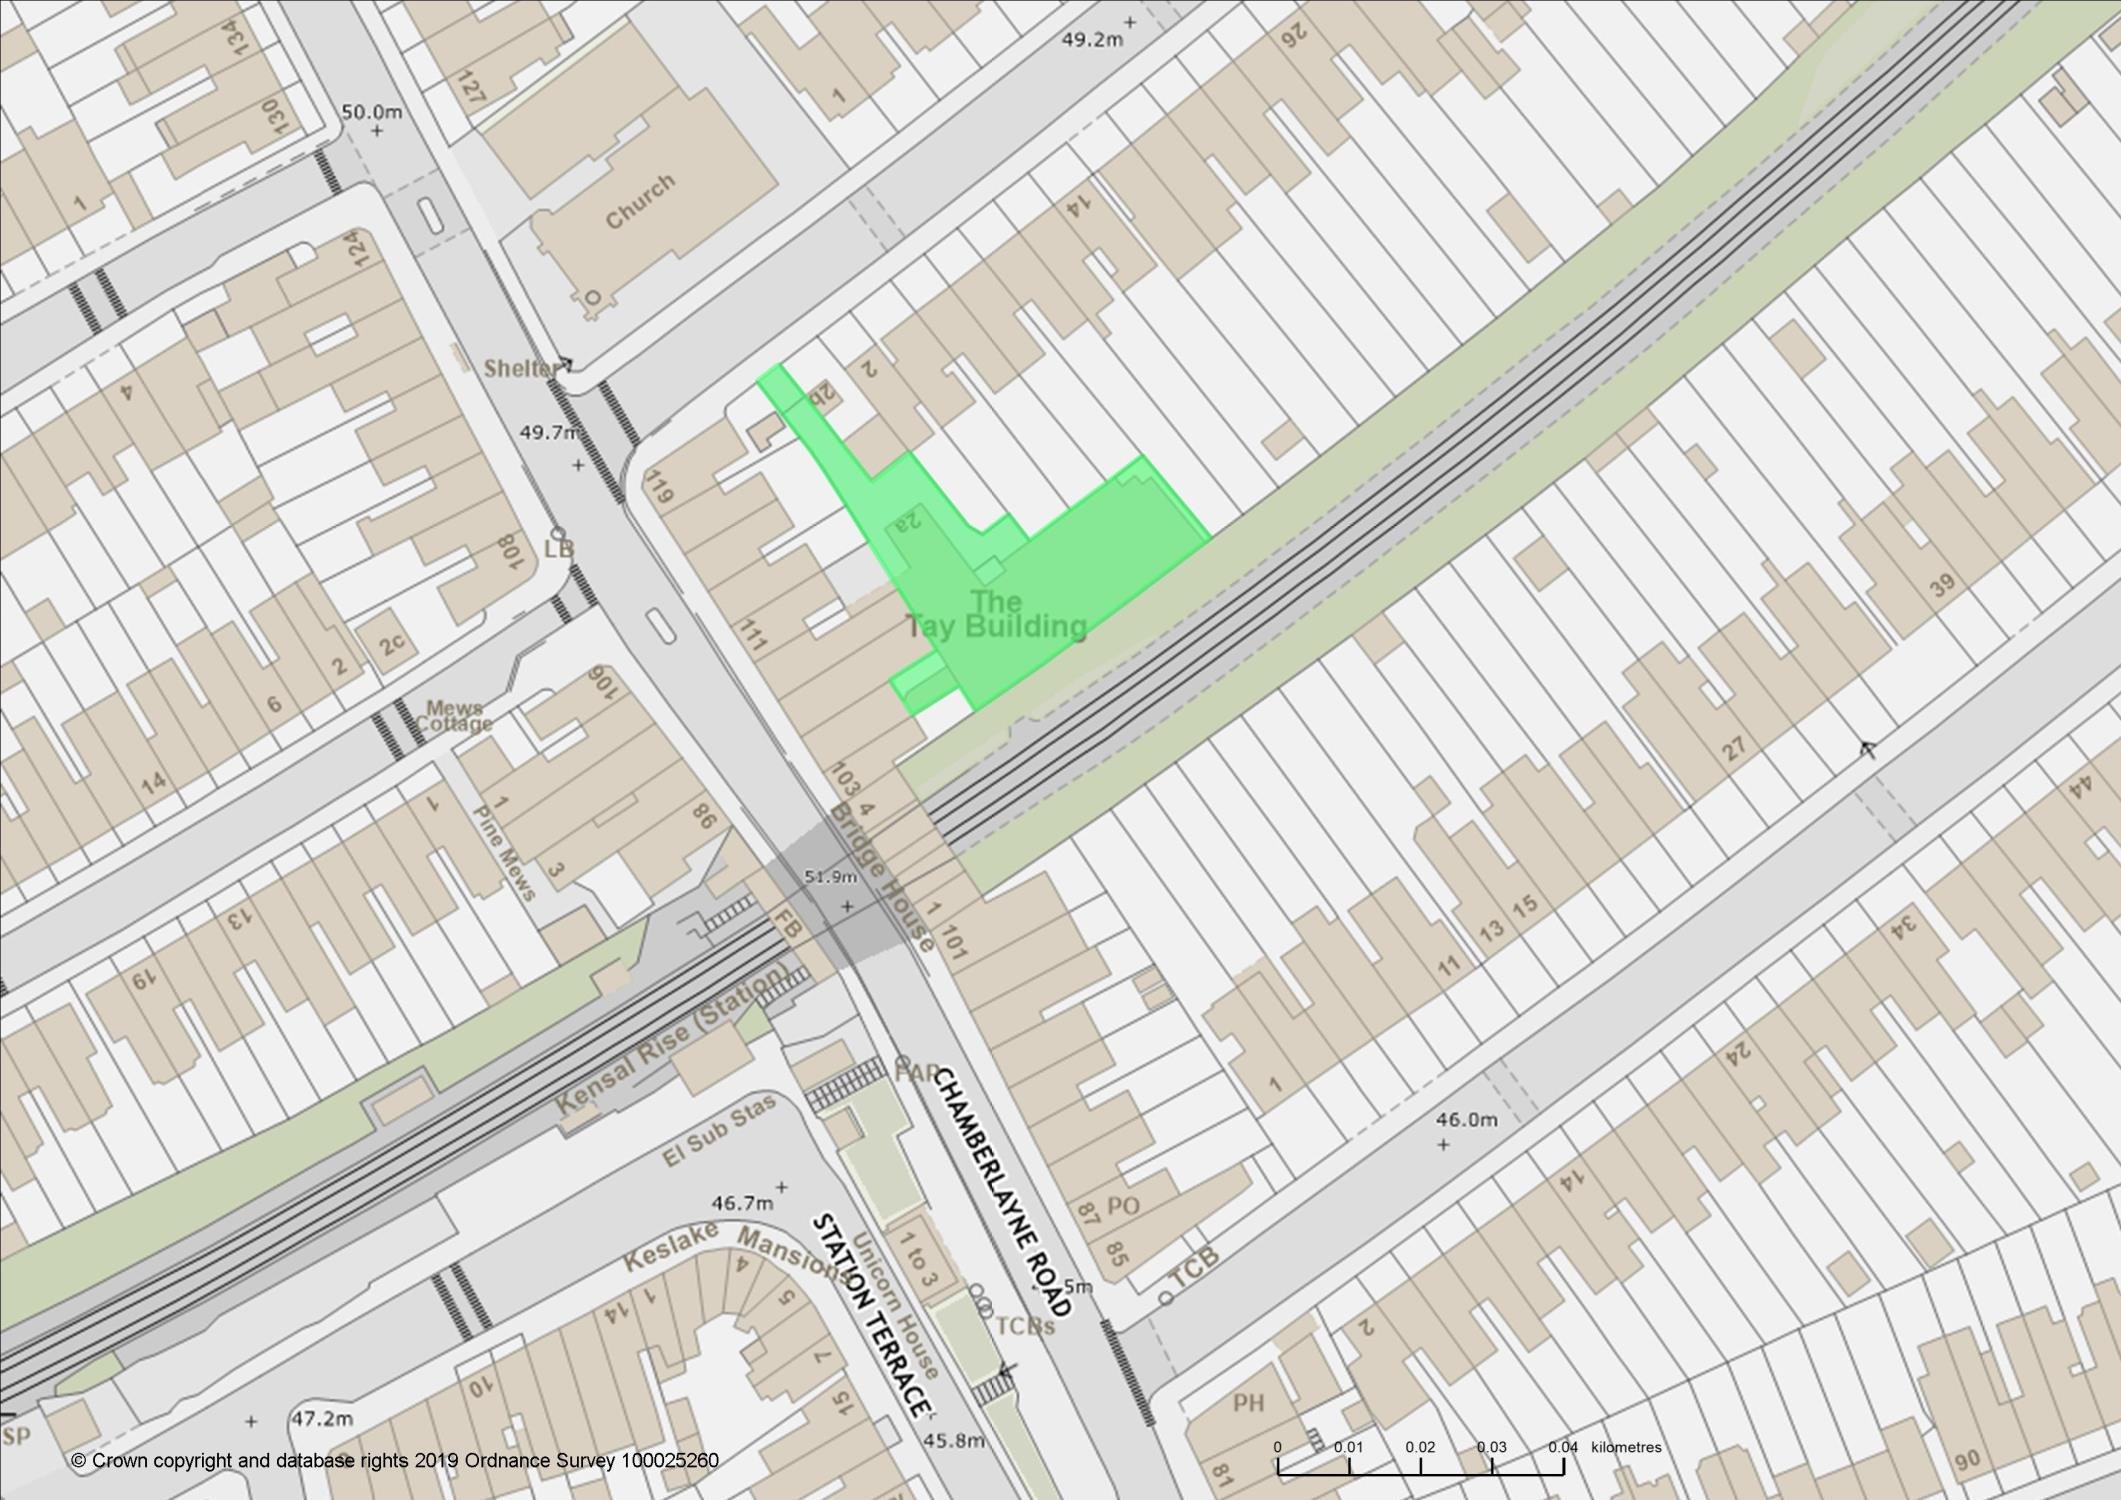 134
127
130
50.0m
1
26
49.2m
1
Church
14
124
Shelter
4
2
2b
49.7m
119
2a
108
LB
39
The
Tay Building
111
2c
2
6
106
Mews
Cottage
14
27
44
103
4
Bridge House
1
1
98
Pine Mews
3
51.9m
1
101
FB
13
15
13
11
34
19
Kensal Rise (Station)
24
1
El Sub Stas
CHAMBERLAYNE ROAD
46.0m
14
46.7m
87
PO
85
TCB
Keslake Mansions
STATION TERRACE
Unicorn House
1 to 3
4
5
7
15
1
14
10
5m
TCBs
2
PH
47.2m
SP
45.8m
81
90
0 0.01 0.02 0.03 0.04 kilometres
© Crown copyright and database rights 2019 Ordnance Survey 100025260